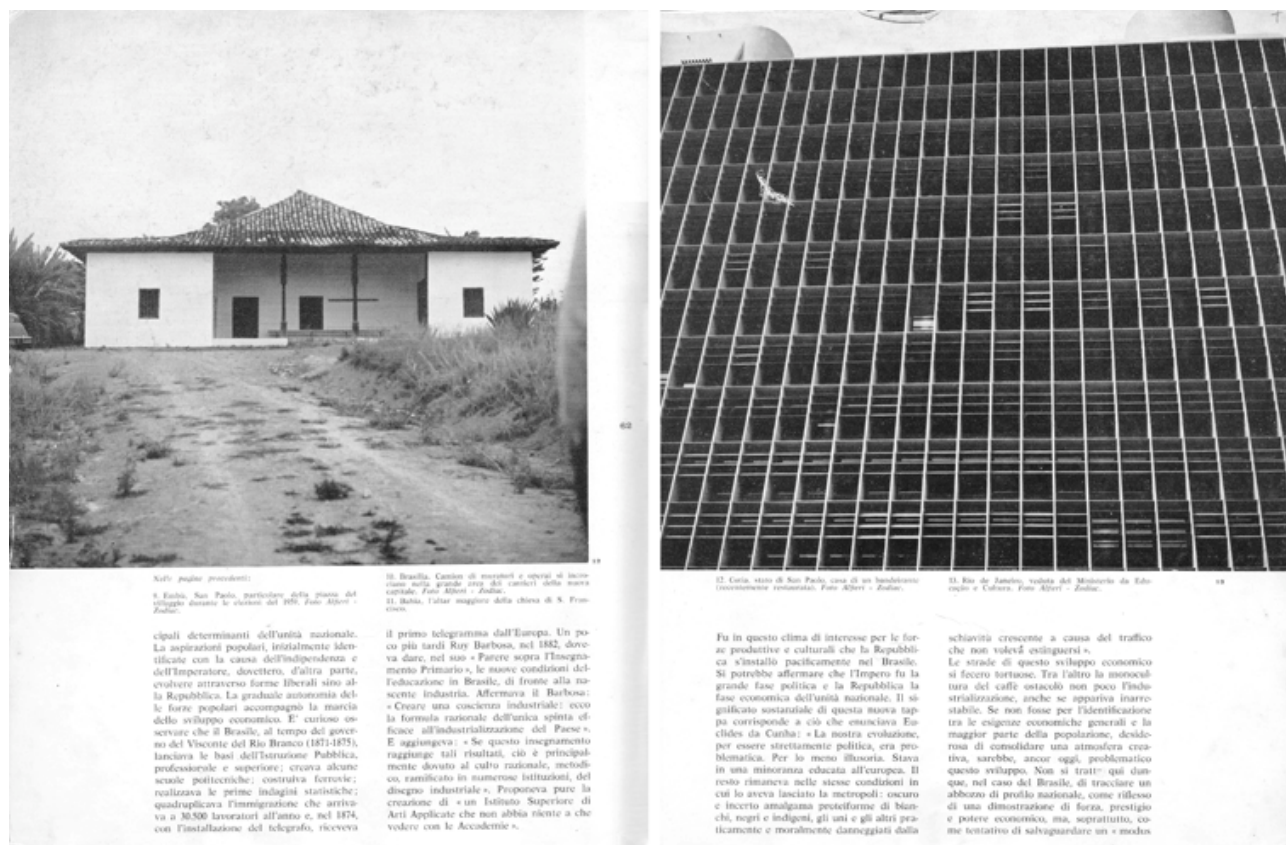 62
Nelle pagine precedenti:
9. Embù, San Paolo, particolare della piazza del
villaggio durante le elezioni del 1959. Foto Alfieri -
Zodiac.
10. Brasilia. Camion di muratori e operai si incro-
ciano nella grande area dei cantieri della nuova
capitale. Foto Alfieri - Zodiac.
11. Bahia, l'altar maggiore della chiesa di S. Fran-
cisco.
cipali determinanti dell'unità nazionale.
La aspirazioni popolari, inizialmente iden-
tificate con la causa dell'indipendenza e
dell'Imperatore, dovettero, d'altra parte,
evolvere attraverso forme liberali sino al-
la Repubblica. La graduale autonomia del-
le forze popolari accompagnò la marcia
dello sviluppo economico. E' curioso os-
servare che il Brasile, al tempo del gover-
no del Visconte del Rio Branco (1871-1875),
lanciava le basi dell'Istruzione Pubblica,
professionale e superiore; creava alcune
scuole politecniche; costruiva ferrovie;
realizzava le prime indagini statistiche;
quadruplicava l'immigrazione che arriva-
va a 30.500 lavoratori all'anno e, nel 1874,
con l'installazione del telegrafo, riceveva
il primo telegramma dall'Europa. Un po-
co più tardi Ruy Barbosa, nel 1882, dove-
va dare, nel suo « Parere sopra l'Insegna-
mento Primario », le nuove condizioni del-
l'educazione in Brasile, di fronte alla na-
scente industria. Affermava il Barbosa:
« Creare una coscienza industriale: ecco
la formula razionale dell'unica spinta ef-
ficace all'industrializzazione del Paese ».
E aggiungeva: « Se questo insegnamento
raggiunge tali risultati, ciò è principal-
mente dovuto al culto razionale, metodi-
co, ramificato in numerose istituzioni, del
disegno industriale ». Proponeva pure la
creazione di « un Istituto Superiore di
Arti Applicate che non abbia niente a che
vedere con le Accademie ».
12. Cotia, stato di San Paolo, casa di un bandeirante
(recentemente restaurata). Foto Alfieri - Zodiac.
13. Rio de Janeiro, veduta del Ministerio da Edu-
cação e Cultura. Foto Alfieri - Zodiac.
Fu in questo clima di interesse per le for-
ze produttive e culturali che la Repubbli-
ca s'installò pacificamente nel Brasile.
Si potrebbe affermare che l'Impero fu la
grande fase politica e la Repubblica la
fase economica dell'unità nazionale. Il si-
gnificato sostanziale di questa nuova tap-
pa corrisponde a ciò che enunciava Eu-
clides da Cunha: « La nostra evoluzione,
per essere strettamente politica, era pro-
blematica. Per lo meno illusoria. Stava
in una minoranza educata all'europea. Il
resto rimaneva nelle stesse condizioni in
cui lo aveva lasciato la metropoli: oscuro
e incerto amalgama proteiforme di bian-
chi, negri e indigeni, gli uni e gli altri pra-
ticamente e moralmente danneggiati dalla
schiavitù crescente a causa del traffico
che non voleva estinguersi ».
Le strade di questo sviluppo economico
si fecero tortuose. Tra l'altro la monocul-
tura del caffè ostacolò non poco l'indu-
strializzazione, anche se appariva inarre-
stabile. Se non fosse per l'identificazione
tra le esigenze economiche generali e la
maggior parte della popolazione, deside-
rosa di consolidare una atmosfera crea-
tiva, sarebbe, ancor oggi, problematico
questo sviluppo. Non si tratta qui dun-
que, nel caso del Brasile, di tracciare un
abbozzo di profilo nazionale, come riflesso
di una dimostrazione di forza, prestigio
e potere economico, ma, soprattutto, co-
me tentativo di salvaguardare un « modus